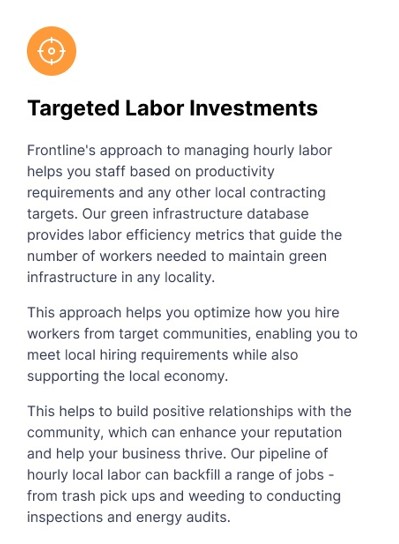 Targeted Labor Investments
Frontline's approach to managing hourly labor
helps you staff based on productivity
requirements and any other local contracting
targets. Our green infrastructure database
provides labor efficiency metrics that guide the
number of workers needed to maintain green
infrastructure in any locality.
This approach helps you optimize how you hire
workers from target communities, enabling you to
meet local hiring requirements while also
supporting the local economy.
This helps to build positive relationships with the
community, which can enhance your reputation
and help your business thrive. Our pipeline of
hourly local labor can backfill a range of jobs -
from trash pick ups and weeding to conducting
inspections and energy audits.